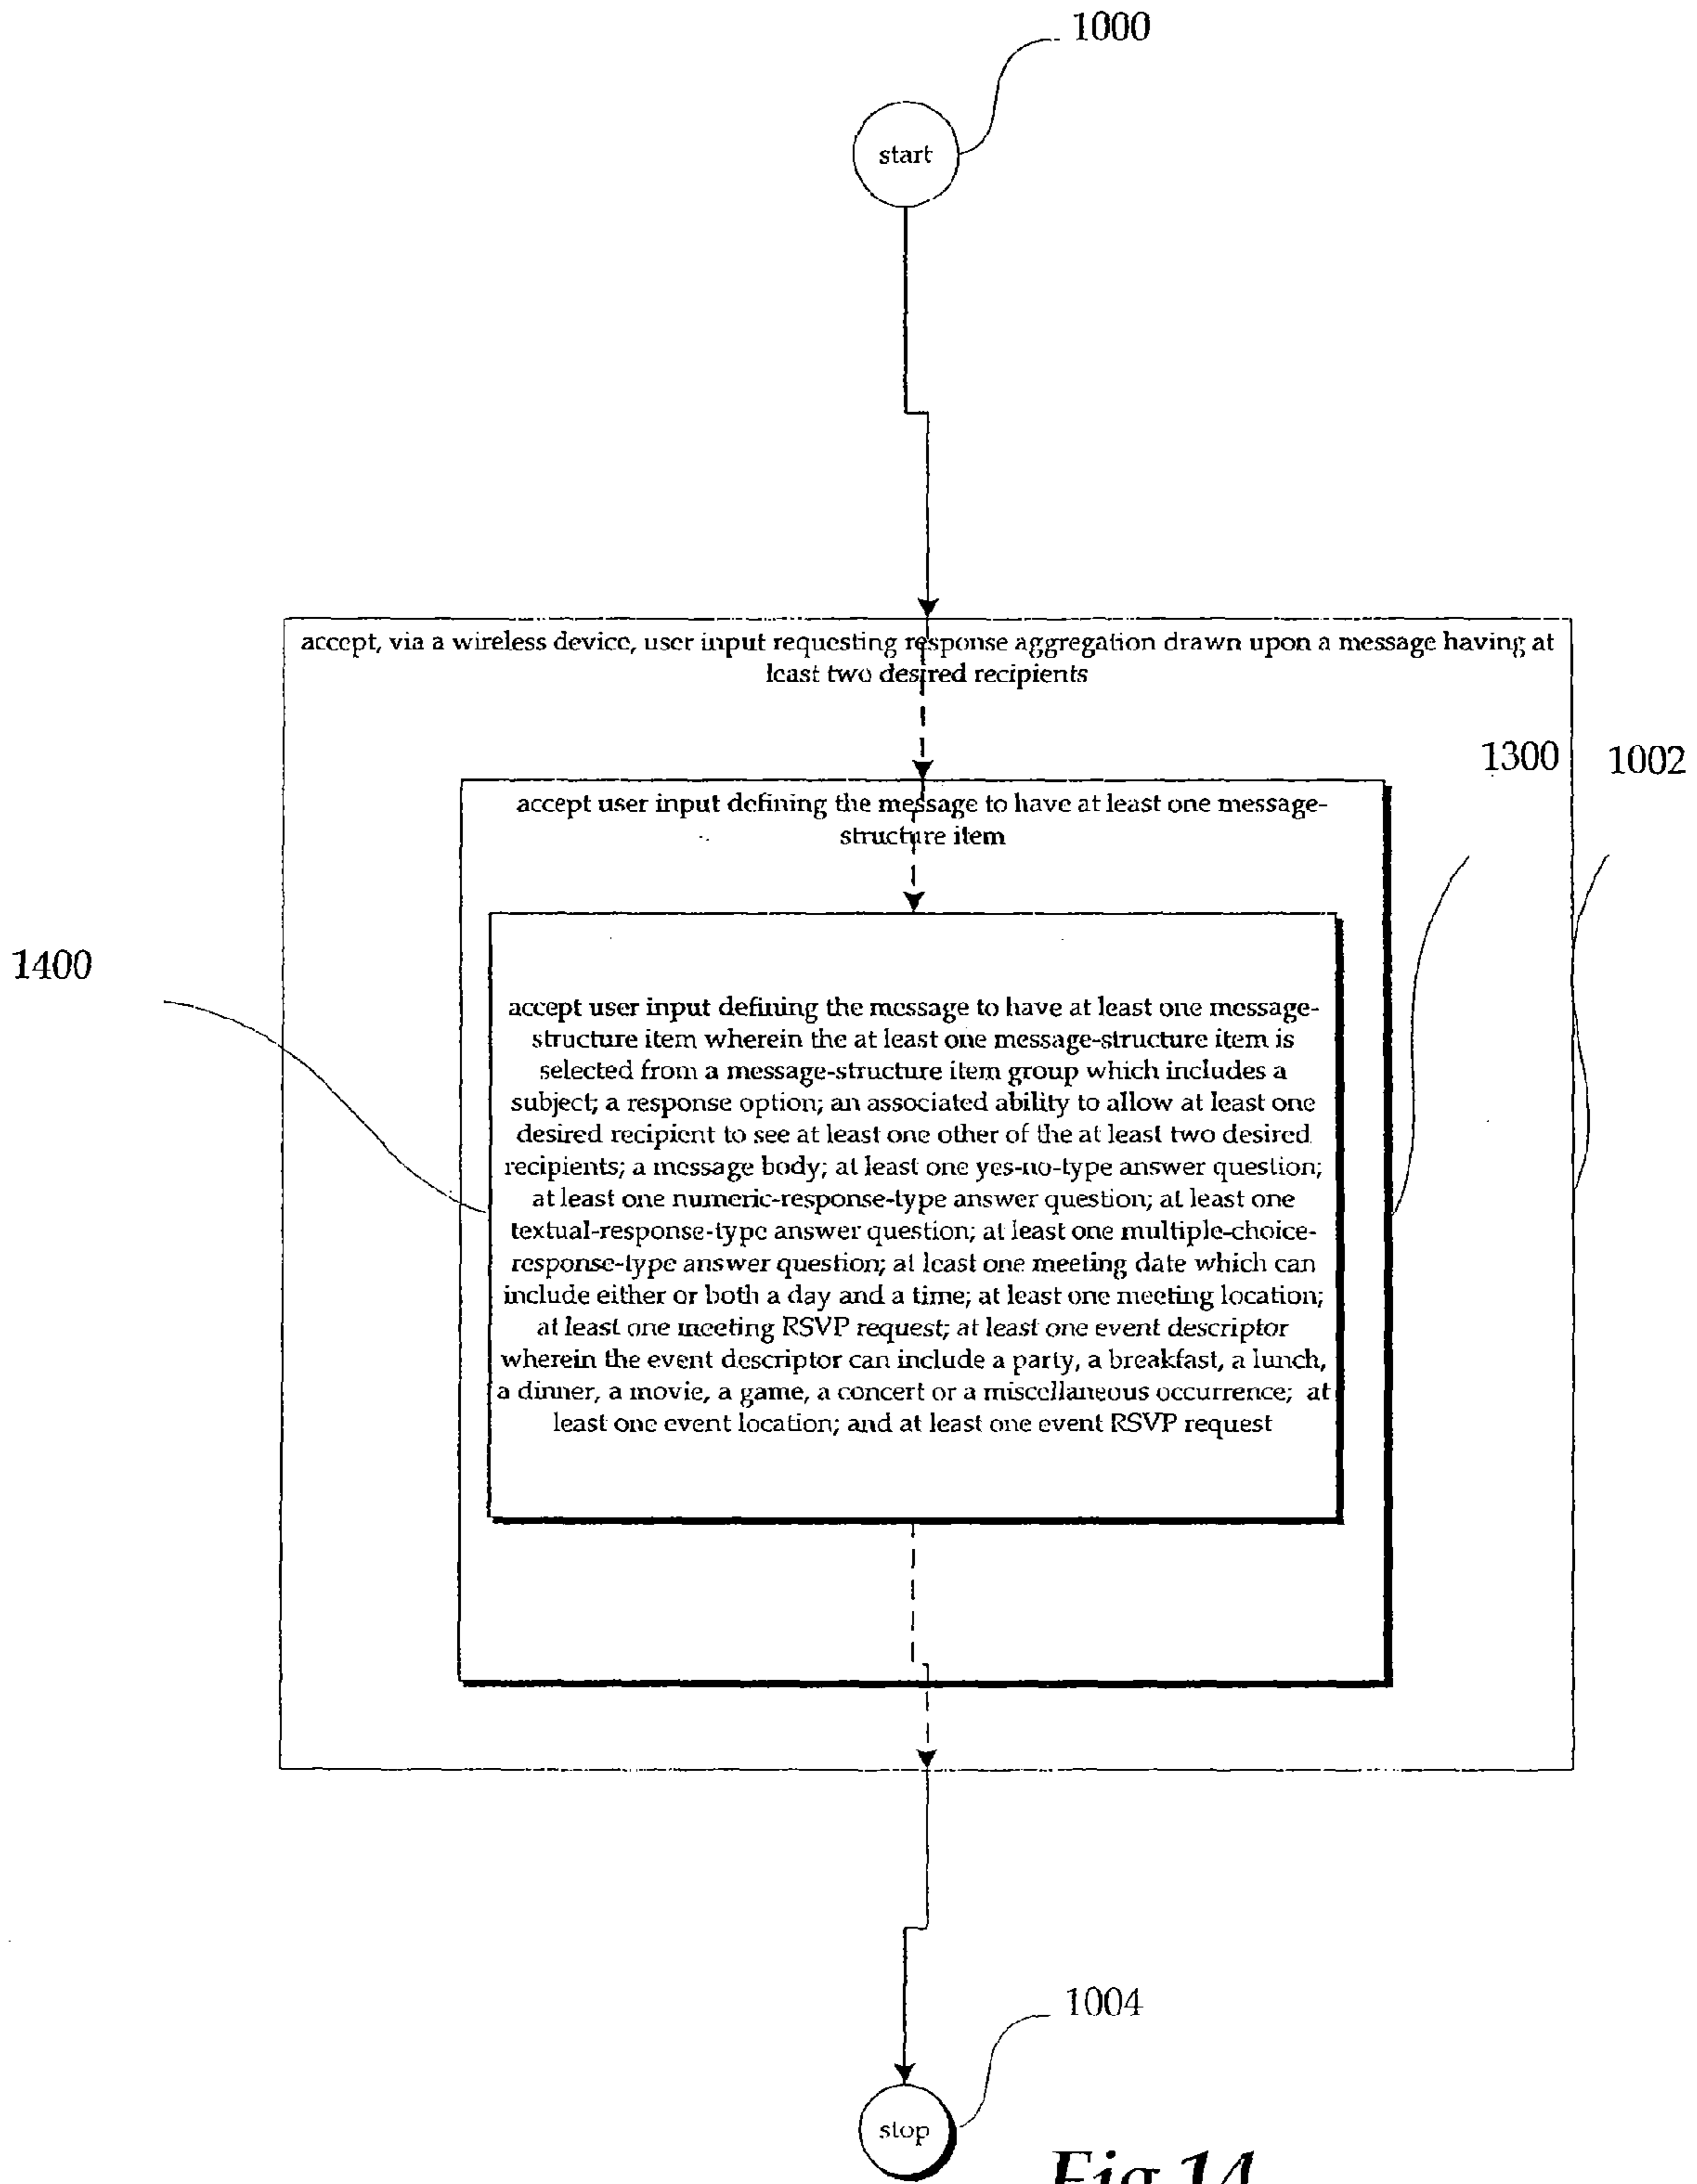 1000
start
accept, via a wireless device, user input requesting response aggregation drawn upon a message having at
least two desired recipients
1300
1002
accept user input defining the message to have at least one message-
structure item
1400
accept user input defining the message to have at least one message-
structure item wherein the at least one message-structure item is
selected from a message-structure item group which includes a
subject; a response option; an associated ability to allow at least one
desired recipient to see at least one other of the at least two desired
recipients; a message body; at least one yes-no-type answer question;
at least one numeric-response-type answer question; at least one
textual-response-type answer question; at least one multiple-choice-
response-type answer question; at least one meeting date which can
include either or both a day and a time; at least one meeting location;
at least one meeting RSVP request; at least one event descriptor
wherein the event descriptor can include a party, a breakfast, a lunch,
a dinner, a movie, a game, a concert or a miscellaneous occurrence; at
least one event location; and at least one event RSVP request
1004
stop
Fig 14